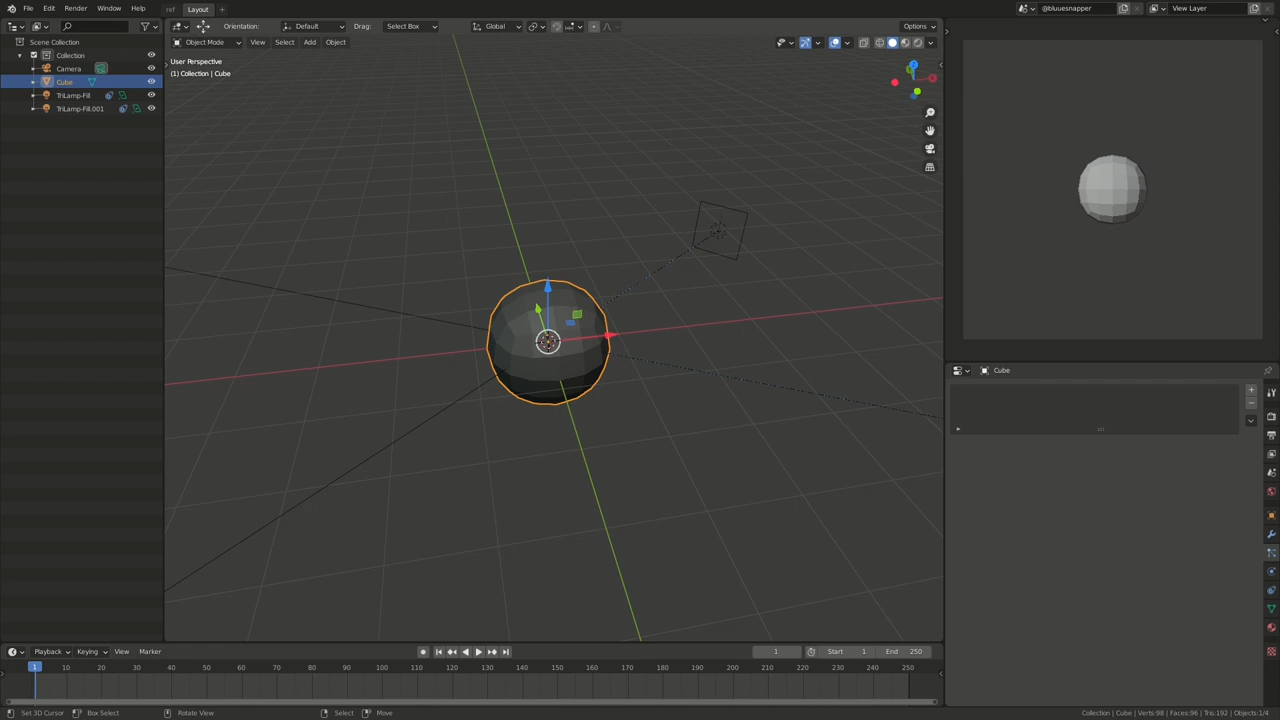 File Edit Render Window Help ref Layout + @bluuesnapper View Layer
Orientation: Default Drag: Select Box Global Options
Object Mode View Select Add Object
Scene Collection
Collection
Camera
Cube
TriLamp-Fill
TriLamp-Fill.001
User Perspective
(1) Collection | Cube
Z
X
Cube
Playback Keying View Marker 1 Start 1 End 250
1 10 20 30 40 50 60 70 80 90 100 110 120 130 140 150 160 170 180 190 200 210 220 230 240 250
Set 3D Cursor Box Select Rotate View Select Move Collection | Cube | Verts:98 | Faces:96 | Tris:192 | Objects:1/4